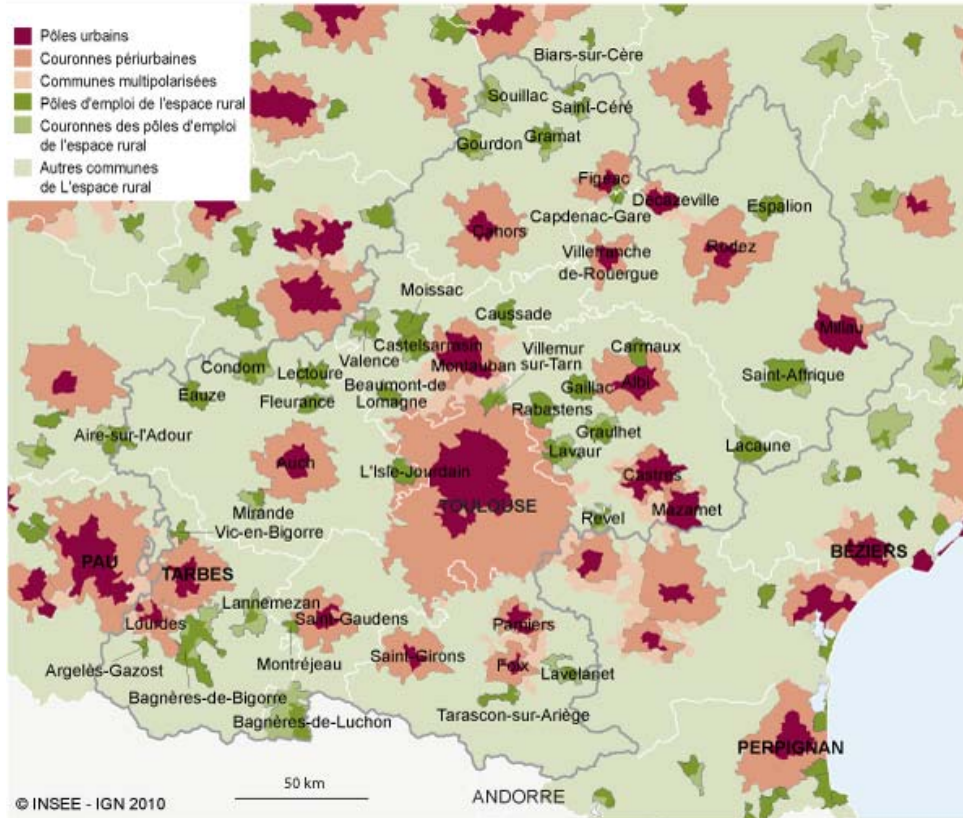 Pôles urbains
Couronnes périurbaines
Communes multipolarisées
Pôles d'emploi de l'espace rural
Couronnes des pôles d'emploi
de l'espace rural
Autres communes
de L'espace rural
Biars-sur-Cère
Souillac
Saint-Céré
Gourdon
Gramat
Figeac
Decazeville
Capdenac-Gare
Espalion
Cahors
Villefranche
de-Rouergue
Rodez
Moissac
Caussade
Millau
Castelsarrasin
Villemur
sur-Tarn
Carmaux
Valence
Montauban
Condom
Lectoure
Beaumont-de
Lomagne
Gaillac
Albi
Saint-Affrique
Eauze
Fleurance
Rabastens
Graulhet
Aire-sur-l'Adour
Lavaur
Lacaune
Auch
L'Isle-Jourdain
Castres
TOULOUSE
Mazamet
Mirande
Revel
Vic-en-Bigorre
PAU
TARBES
BÉZIERS
Lannemezan
Lourdes
Saint-Gaudens
Pamiers
Argelès-Gazost
Montréjeau
Saint-Girons
Foix
Lavelanet
Bagnères-de-Bigorre
Tarascon-sur-Ariège
Bagnères-de-Luchon
PERPIGNAN
50 km
ANDORRE
© INSEE - IGN 2010